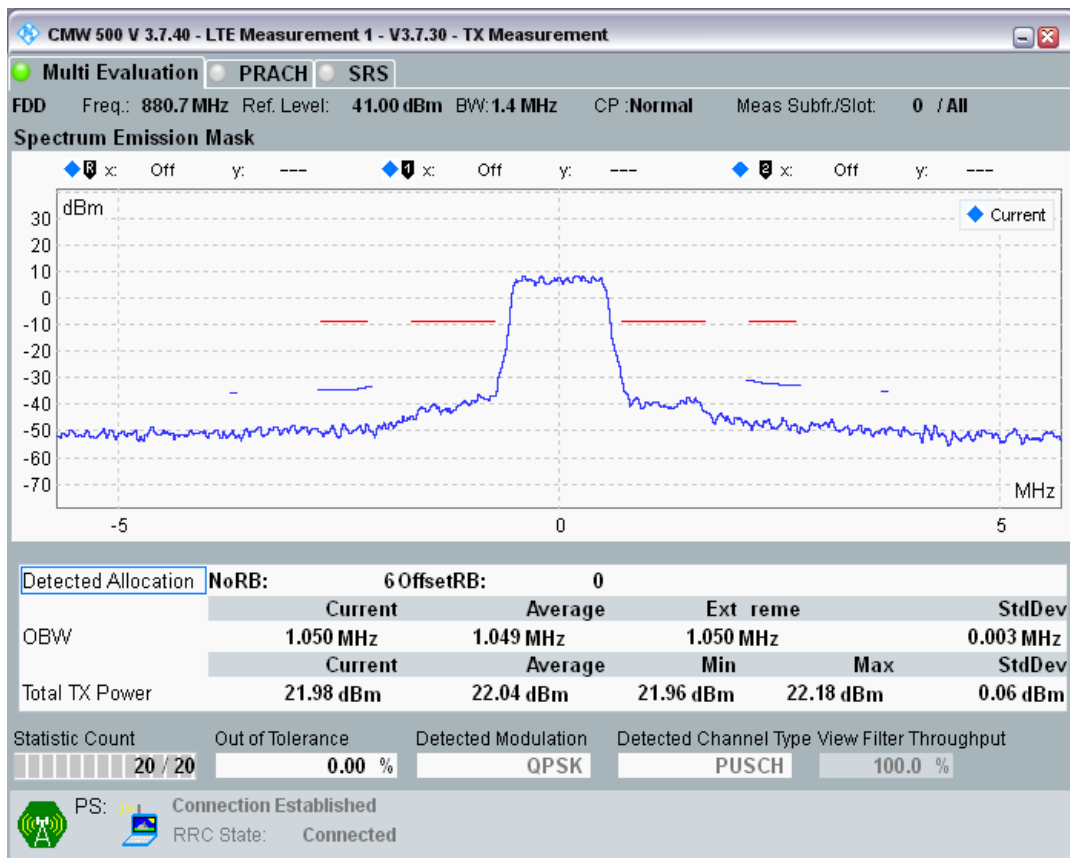 CMW 500 V 3.7.40 - LTE Measurement 1 - V3.7.30 - TX Measurement
Multi Evaluation PRACH SRS
FDD Freq.: 880.7 MHz Ref. Level: 41.00 dBm BW: 1.4 MHz CP :Normal Meas Subfr./Slot: 0 / All
Spectrum Emission Mask
R x: Off y: --- 1 x: Off y: --- 2 x: Off y: ---
dBm
Current
30
20
10
0
-10
-20
-30
-40
-50
-60
-70
MHz
-5 0 5
Detected Allocation NoRB: 6 OffsetRB: 0
Current Average Ext reme StdDev
OBW 1.050 MHz 1.049 MHz 1.050 MHz 0.003 MHz
Current Average Min Max StdDev
Total TX Power 21.98 dBm 22.04 dBm 21.96 dBm 22.18 dBm 0.06 dBm
Statistic Count Out of Tolerance Detected Modulation Detected Channel Type View Filter Throughput
20 / 20 0.00 % QPSK PUSCH 100.0 %
PS: Connection Established
RRC State: Connected